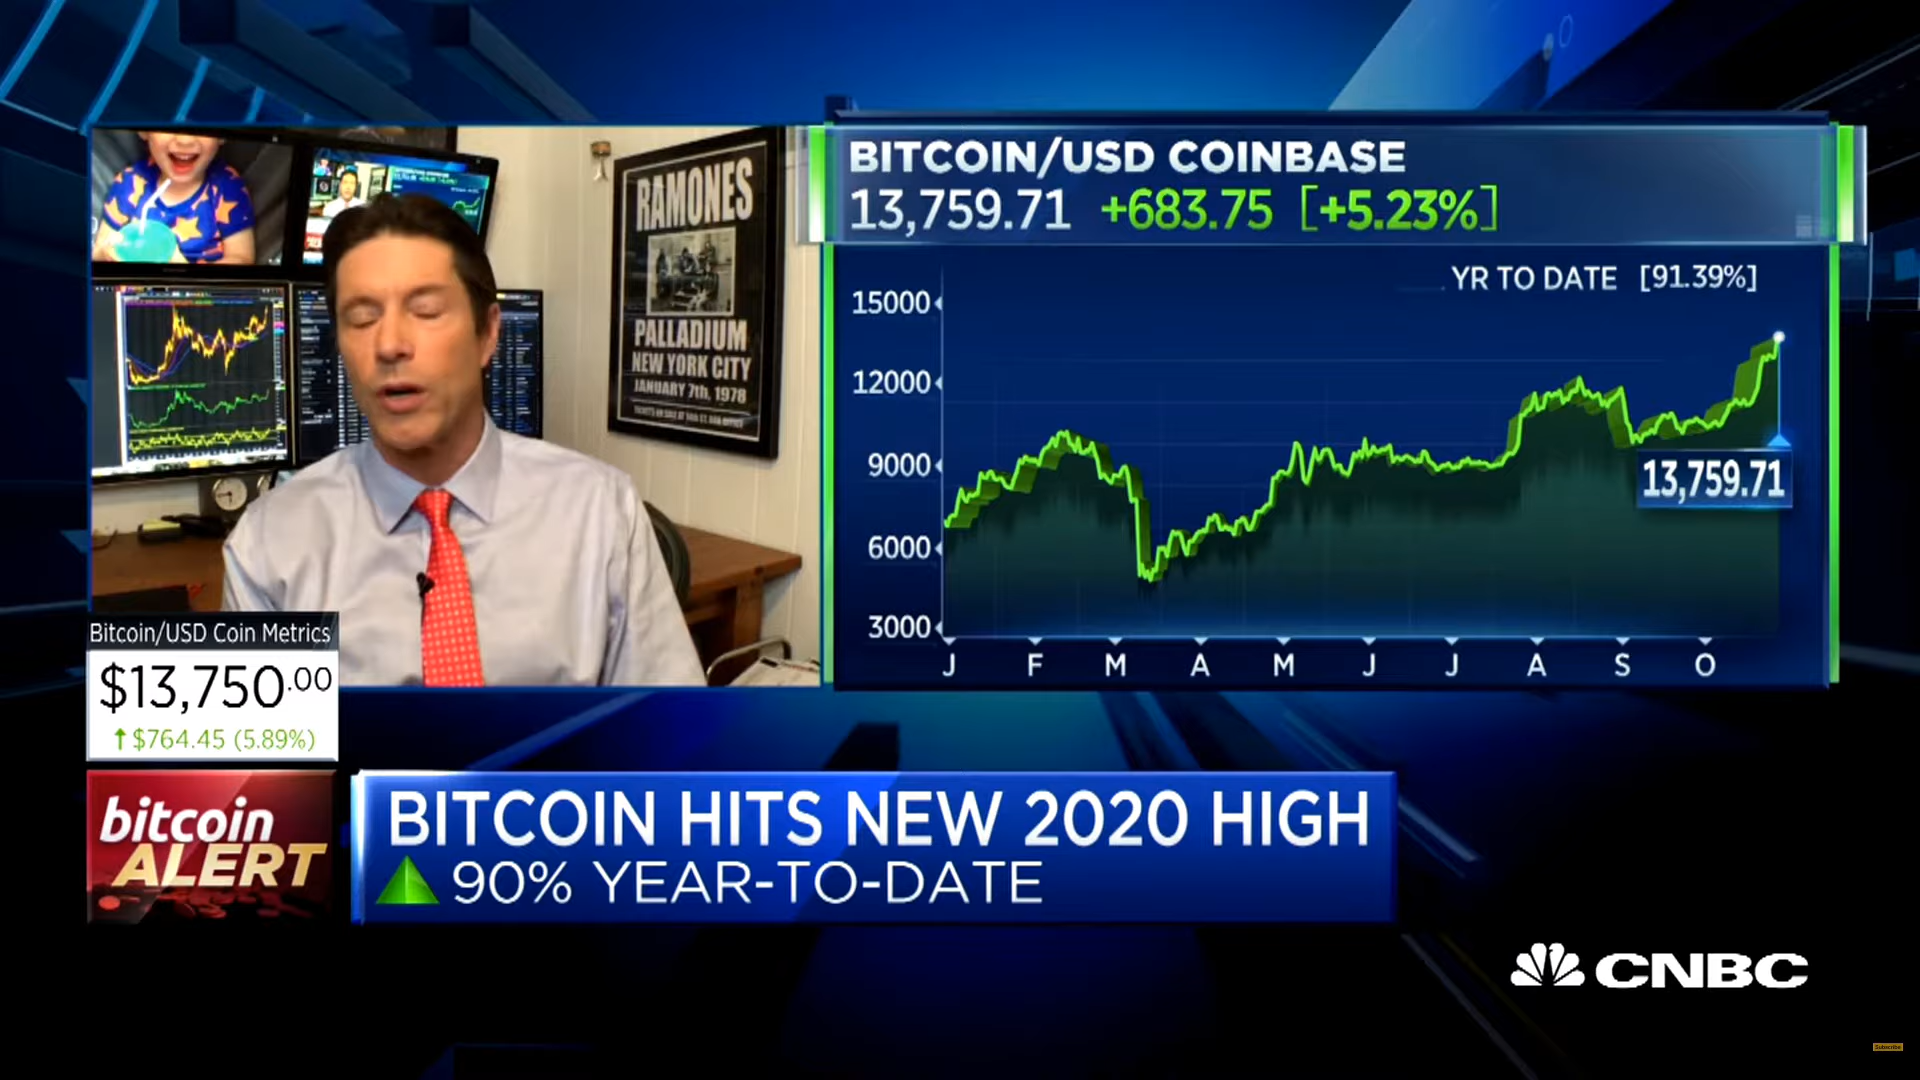 RAMONES
PALLADIUM
NEW YORK CITY
JANUARY 7th, 1978
BITCOIN/USD COINBASE
13,759.71 +683.75 [+5.23%]
YR TO DATE [91.39%]
15000
12000
9000
6000
3000
13,759.71
J F M A M J J A S O
Bitcoin/USD Coin Metrics
$13,750.00
$764.45 (5.89%)
bitcoin
ALERT
BITCOIN HITS NEW 2020 HIGH
90% YEAR-TO-DATE
CNBC
Subscribe